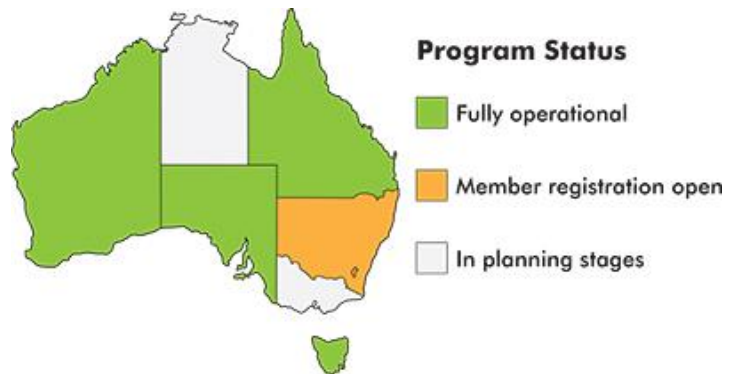 Program Status
Fully operational
Member registration open
In planning stages